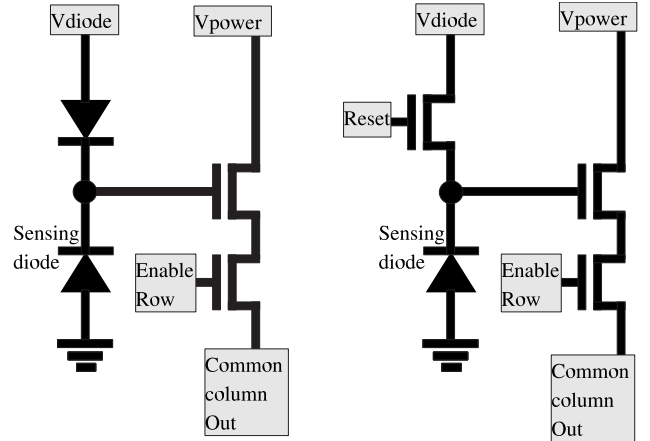 Vdiode
Vpower
Sensing
diode
Enable
Row
Common
column
Out
Vdiode
Vpower
Reset
Sensing
diode
Enable
Row
Common
column
Out